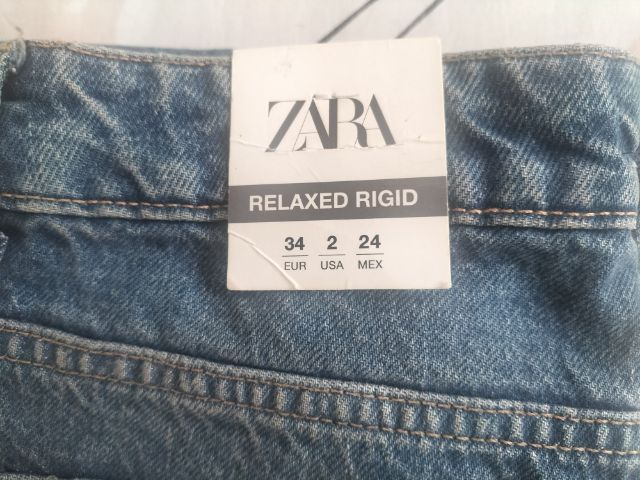 ZARA
RELAXED RIGID
34 2 24
EUR USA MEX